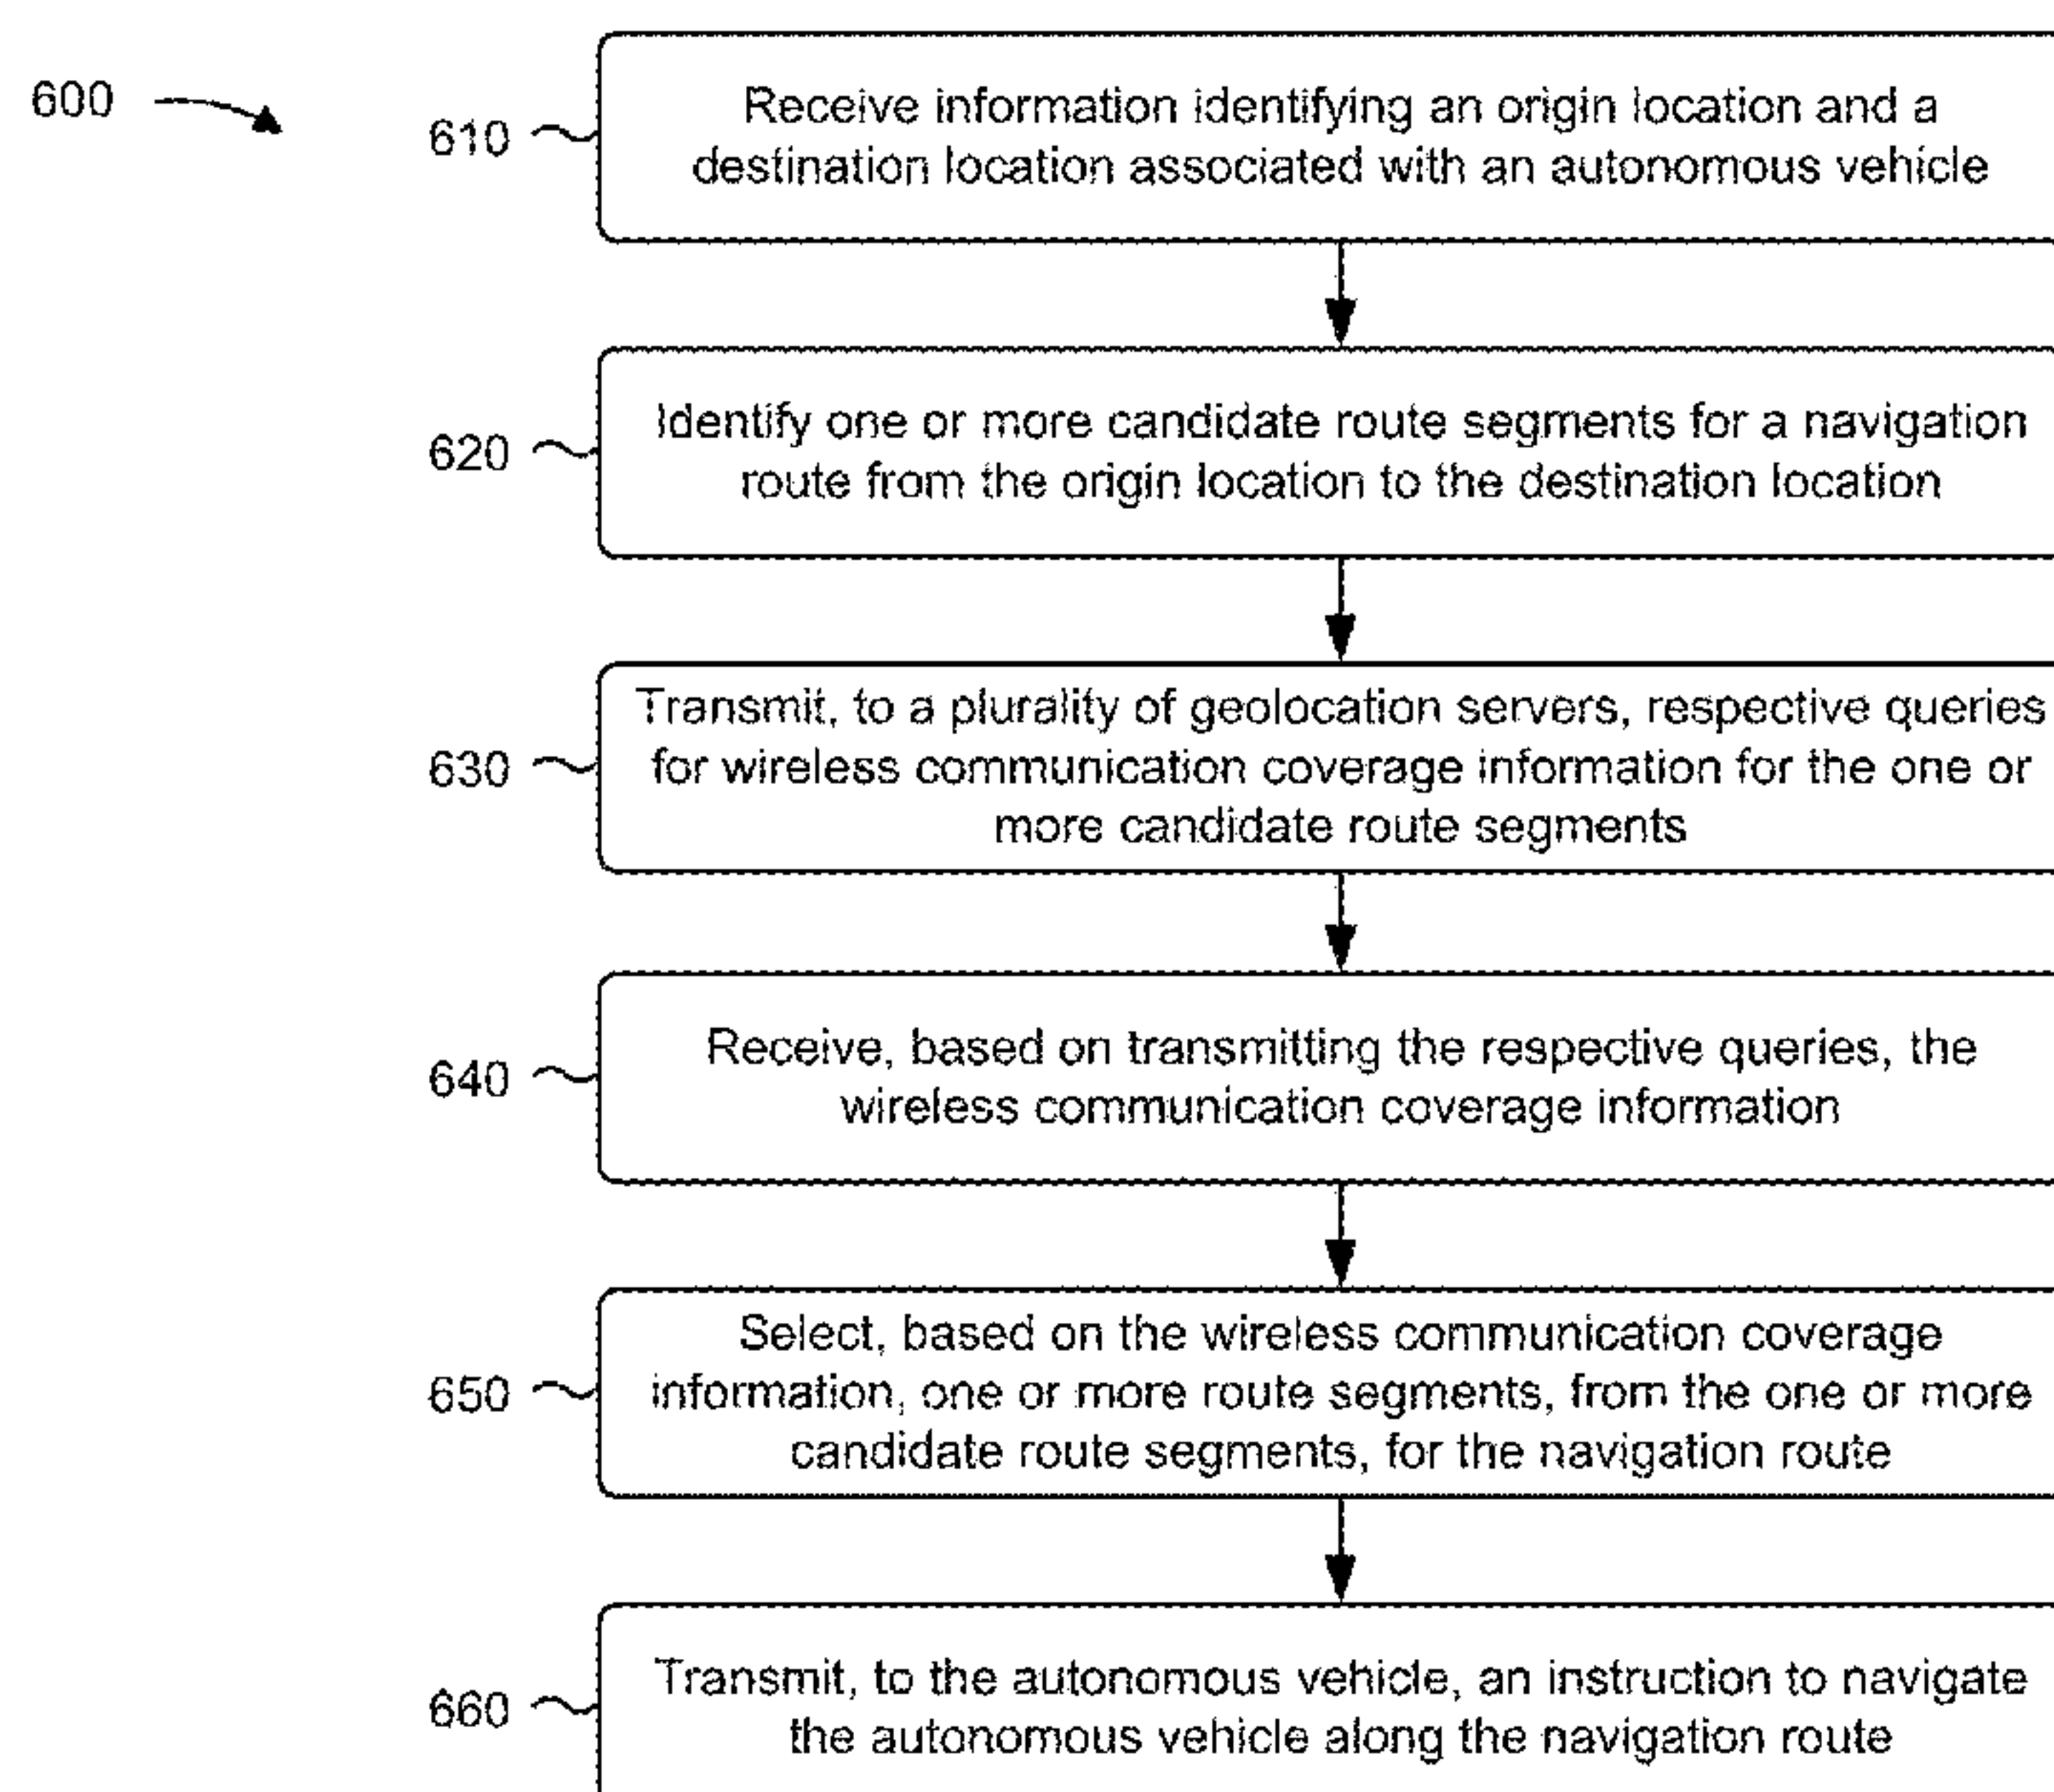 600
610
Receive information identifying an origin location and a
destination location associated with an autonomous vehicle
620
Identify one or more candidate route segments for a navigation
route from the origin location to the destination location
630
Transmit, to a plurality of geolocation servers, respective queries
for wireless communication coverage information for the one or
more candidate route segments
640
Receive, based on transmitting the respective queries, the
wireless communication coverage information
650
Select, based on the wireless communication coverage
information, one or more route segments, from the one or more
candidate route segments, for the navigation route
660
Transmit, to the autonomous vehicle, an instruction to navigate
the autonomous vehicle along the navigation route